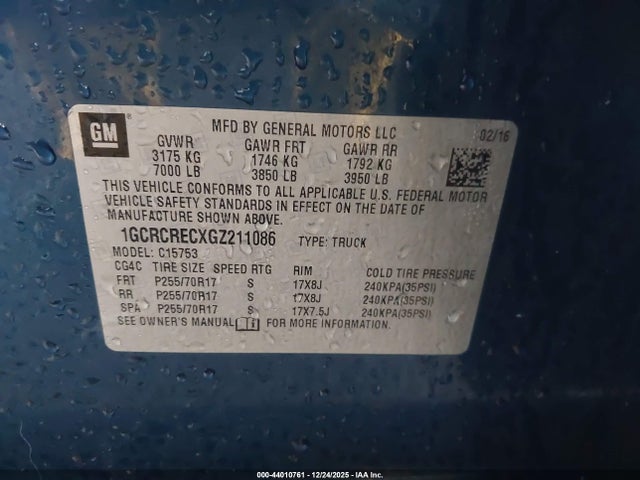 GM
MFD BY GENERAL MOTORS LLC
02/16
GVWR GAWR FRT GAWR RR
3175 KG 1746 KG 1792 KG
7000 LB 3850 LB 3950 LB
THIS VEHICLE CONFORMS TO ALL APPLICABLE U.S. FEDERAL MOTOR
VEHICLE SAFETY STANDARDS IN EFFECT ON THE DATE OF
MANUFACTURE SHOWN ABOVE.
1GCRCRECXGZ211086 TYPE: TRUCK
MODEL: C15753
CG4C TIRE SIZE SPEED RTG RIM COLD TIRE PRESSURE
FRT P255/70R17 S 17X8J 240KPA(35PSI)
RR P255/70R17 S 17X8J 240KPA(35PSI)
SPA P255/70R17 S 17X7.5J 240KPA(35PSI)
SEE OWNER'S MANUAL FOR MORE INFORMATION.
000-44010761 - 12/24/2025 - IAA Inc.